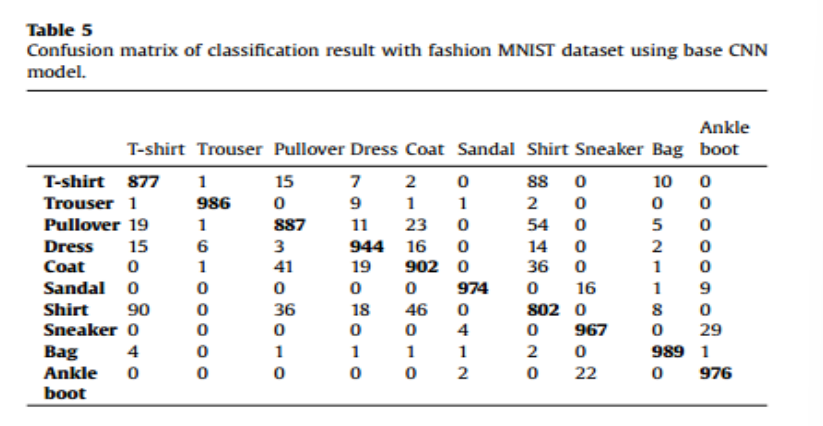 Table 5
Confusion matrix of classification result with fashion MNIST dataset using base CNN
model.
Ankle
T-shirt Trouser Pullover Dress Coat Sandal Shirt Sneaker Bag boot
T-shirt 877 1 15 7 2 0 88 0 10 0
Trouser 1 986 0 9 1 1 2 0 0 0
Pullover 19 1 887 11 23 0 54 0 5 0
Dress 15 6 3 944 16 0 14 0 2 0
Coat 0 1 41 19 902 0 36 0 1 0
Sandal 0 0 0 0 0 974 0 16 1 9
Shirt 90 0 36 18 46 0 802 0 8 0
Sneaker 0 0 0 0 0 4 0 967 0 29
Bag 4 0 1 1 1 1 2 0 989 1
Ankle 0 0 0 0 0 2 0 22 0 976
boot